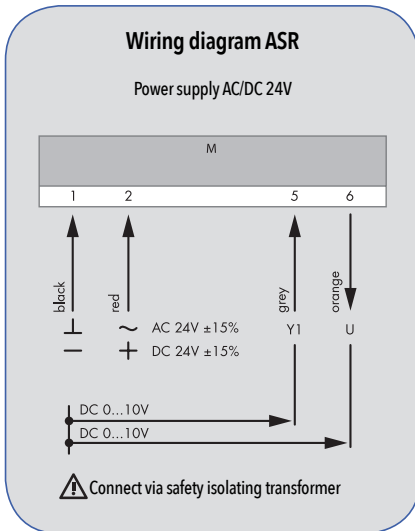 Wiring diagram ASR
Power supply AC/DC 24V
M
1 2 5 6
black red grey orange
⊥ ~ AC 24V ±15% Y1 U
− + DC 24V ±15%
DC 0...10V
DC 0...10V
Connect via safety isolating transformer